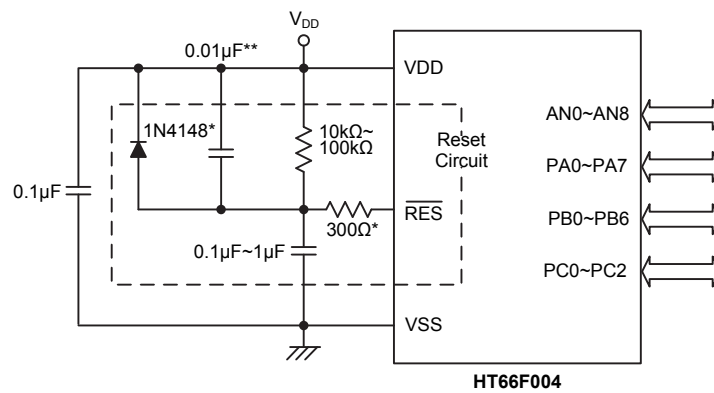 VDD
0.01µF**
VDD
AN0~AN8
1N4148*
10kΩ~
100kΩ
Reset
Circuit
PA0~PA7
0.1µF
300Ω*
RES
PB0~PB6
0.1µF~1µF
PC0~PC2
VSS
HT66F004